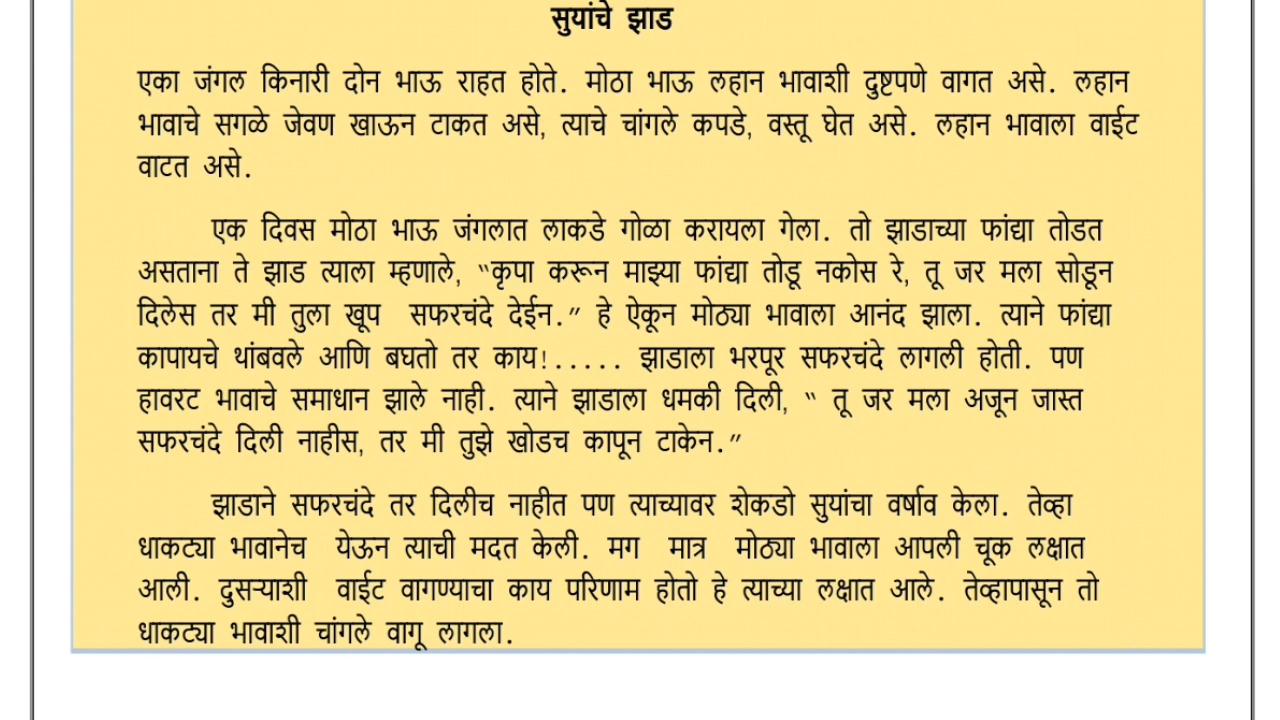 सुयांचे झाड
एका जंगल किनारी दोन भाऊ राहत होते. मोठा भाऊ लहान भावाशी दुष्टपणे वागत असे. लहान
भावाचे सगळे जेवण खाऊन टाकत असे, त्याचे चांगले कपडे, वस्तू घेत असे. लहान भावाला वाईट
वाटत असे.
एक दिवस मोठा भाऊ जंगलात लाकडे गोळा करायला गेला. तो झाडाच्या फांद्या तोडत
असताना ते झाड त्याला म्हणाले, “कृपा करून माझ्या फांद्या तोडू नकोस रे, तू जर मला सोडून
दिलेस तर मी तुला खूप सफरचंदे देईन.” हे ऐकून मोठ्या भावाला आनंद झाला. त्याने फांद्या
कापायचे थांबवले आणि बघतो तर काय!..... झाडाला भरपूर सफरचंदे लागली होती. पण
हावरट भावाचे समाधान झाले नाही. त्याने झाडाला धमकी दिली, “ तू जर मला अजून जास्त
सफरचंदे दिली नाहीस, तर मी तुझे खोडच कापून टाकेन.”
झाडाने सफरचंदे तर दिलीच नाहीत पण त्याच्यावर शेकडो सुयांचा वर्षाव केला. तेव्हा
धाकट्या भावानेच येऊन त्याची मदत केली. मग मात्र मोठ्या भावाला आपली चूक लक्षात
आली. दुसऱ्याशी वाईट वागण्याचा काय परिणाम होतो हे त्याच्या लक्षात आले. तेव्हापासून तो
धाकट्या भावाशी चांगले वागू लागला.